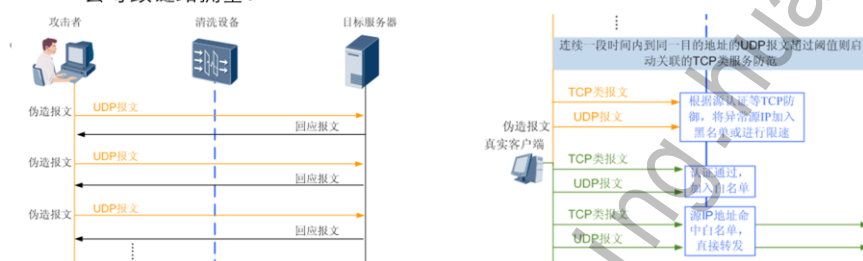 攻击者
清洗设备
目标服务器
伪造报文
UDP报文
回应报文
伪造报文
UDP报文
回应报文
伪造报文
UDP报文
回应报文
连续一段时间内到同一目的地址的UDP报文超过阈值则启
动关联的TCP类服务防范
TCP类报文
UDP报文
伪造报文
根据源认证等TCP防
御,将异常源IP加入
黑名单或进行限速
真实客户端
TCP类报文
UDP报文
认证通过,
加入白名单
TCP类报文
UDP报文
源IP地址命
中白名单,
直接转发